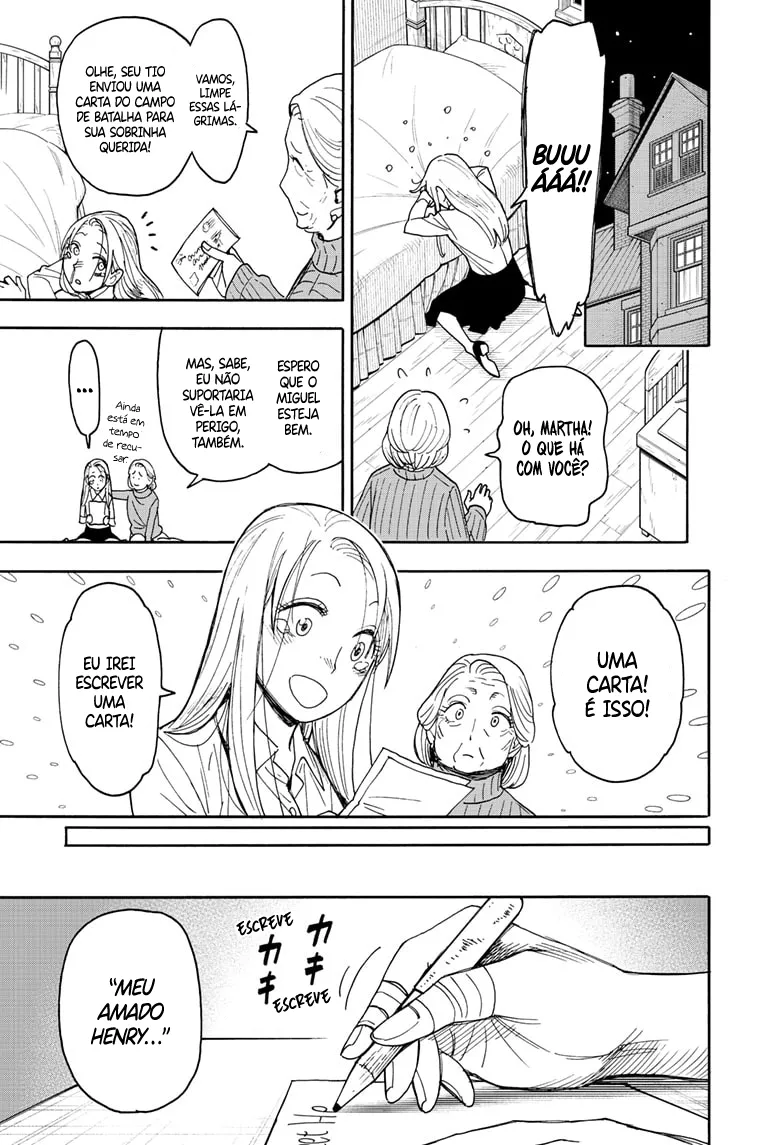 BUUU
ÁÁÁ!!
OH, MARTHA!
O QUE HÁ
COM VOCÊ?
VAMOS,
LIMPE
ESSAS LÁ-
GRIMAS.
OLHE, SEU TIO
ENVIOU UMA
CARTA DO CAMPO
DE BATALHA PARA
SUA SOBRINHA
QUERIDA!
ESPERO
QUE O
MIGUEL
ESTEJA
BEM.
MAS, SABE,
EU NÃO
SUPORTARIA
VÊ-LA EM
PERIGO,
TAMBÉM.
Ainda
está em
tempo
de recu-
sar
...
UMA
CARTA!
É ISSO!
EU IREI
ESCREVER
UMA
CARTA!
ESCREVE
カキ
カキ
ESCREVE
"MEU
AMADO
HENRY..."